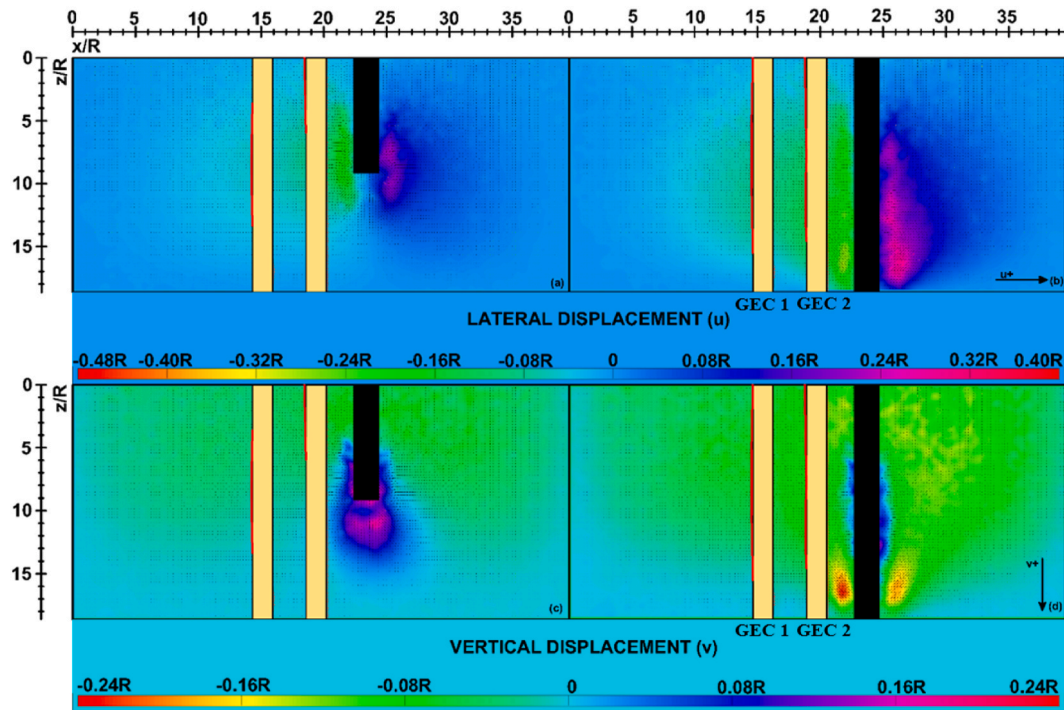 0 5 10 15 20 25 30 35 0 5 10 15 20 25 30 35
x/R
z/R
0
5
10
15
(a)
u+
(b)
GEC 1 GEC 2
LATERAL DISPLACEMENT (u)
-0.48R -0.40R -0.32R -0.24R -0.16R -0.08R 0 0.08R 0.16R 0.24R 0.32R 0.40R
z/R
0
5
10
15
(c)
v+
(d)
GEC 1 GEC 2
VERTICAL DISPLACEMENT (v)
-0.24R -0.16R -0.08R 0 0.08R 0.16R 0.24R